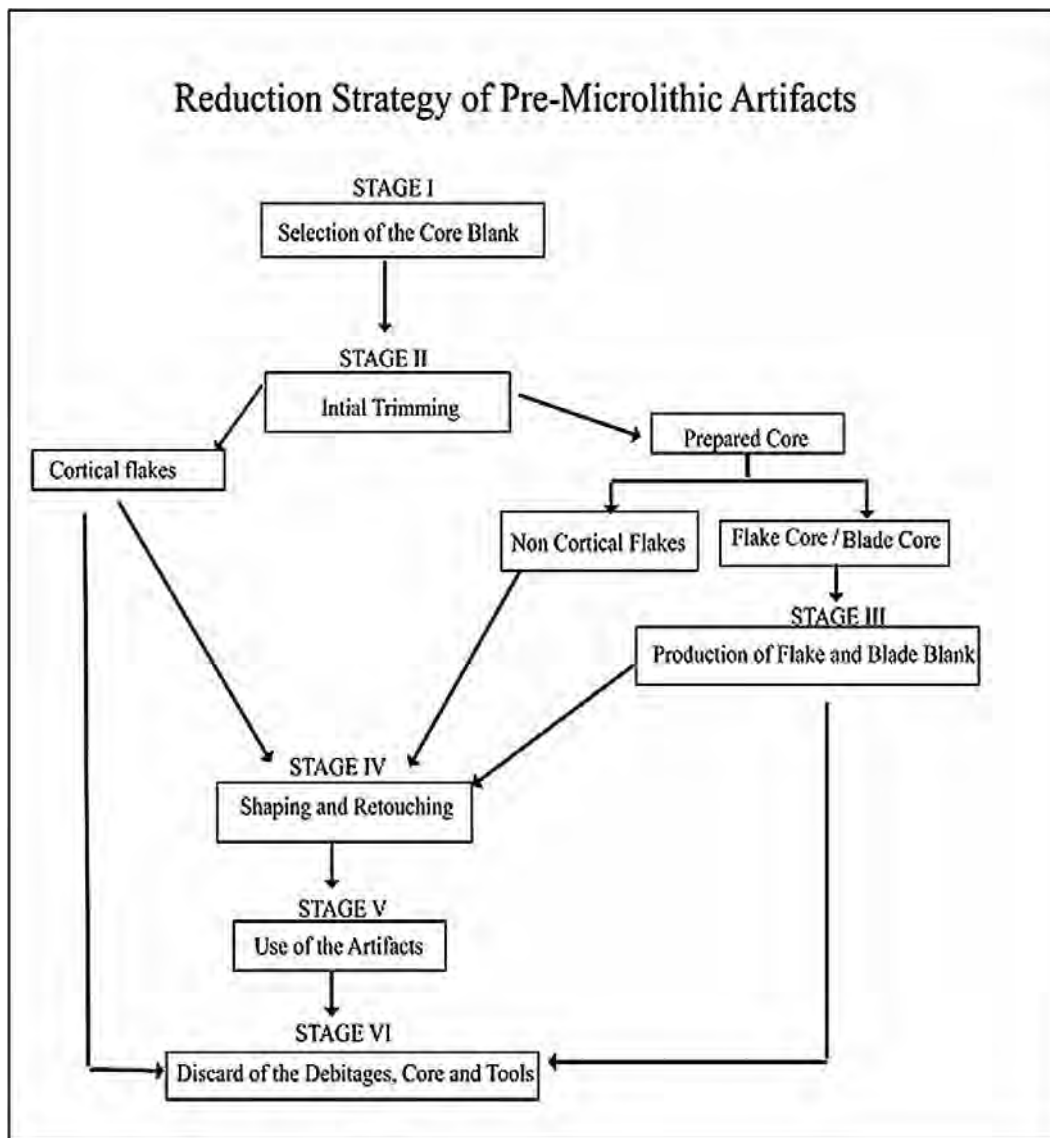 Reduction Strategy of Pre-Microlithic Artifacts
STAGE I
Selection of the Core Blank
STAGE II
Intial Trimming
Prepared Core
Cortical flakes
Non Cortical Flakes
Flake Core / Blade Core
STAGE III
Production of Flake and Blade Blank
STAGE IV
Shaping and Retouching
STAGE V
Use of the Artifacts
STAGE VI
Discard of the Debitages, Core and Tools